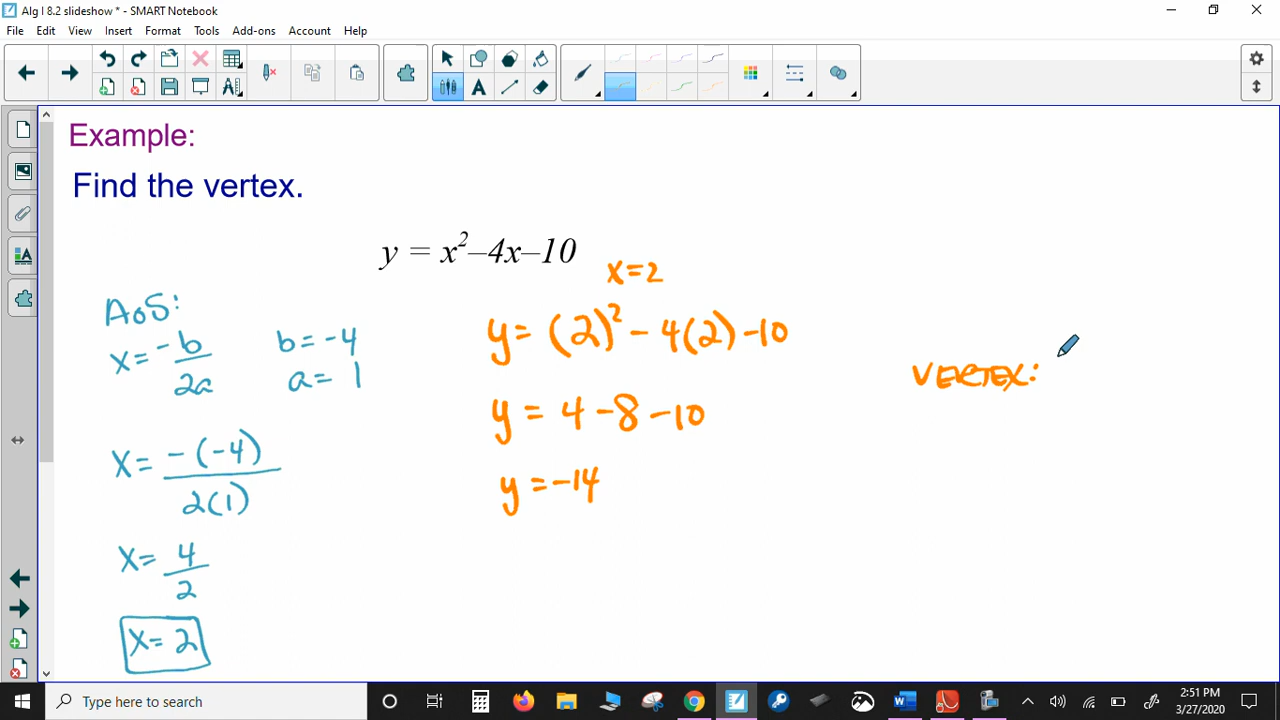 Alg I 8.2 slideshow * - SMART Notebook
File Edit View Insert Format Tools Add-ons Account Help
Example:
Find the vertex.
y = x²–4x–10
x=2
AoS:
x= -b/2a
b=-4
a= 1
x= -(-4)/2(1)
x= 4/2
x= 2
y= (2)² - 4(2) -10
y= 4 -8 -10
y=-14
VERTEX:
Type here to search
2:51 PM
3/27/2020